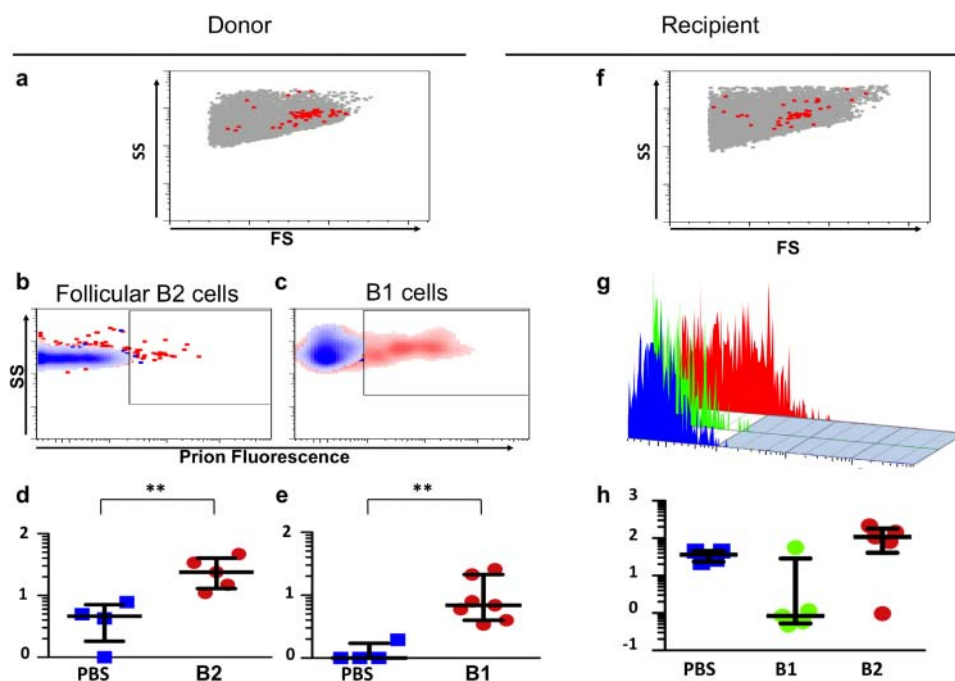 Donor
Recipient
a
SS
FS
f
SS
FS
b
Follicular B2 cells
c
B1 cells
SS
Prion Fluorescence
g
d
**
2
1
0
PBS
B2
e
**
2
1
0
PBS
B1
h
3
2
1
0
-1
PBS
B1
B2